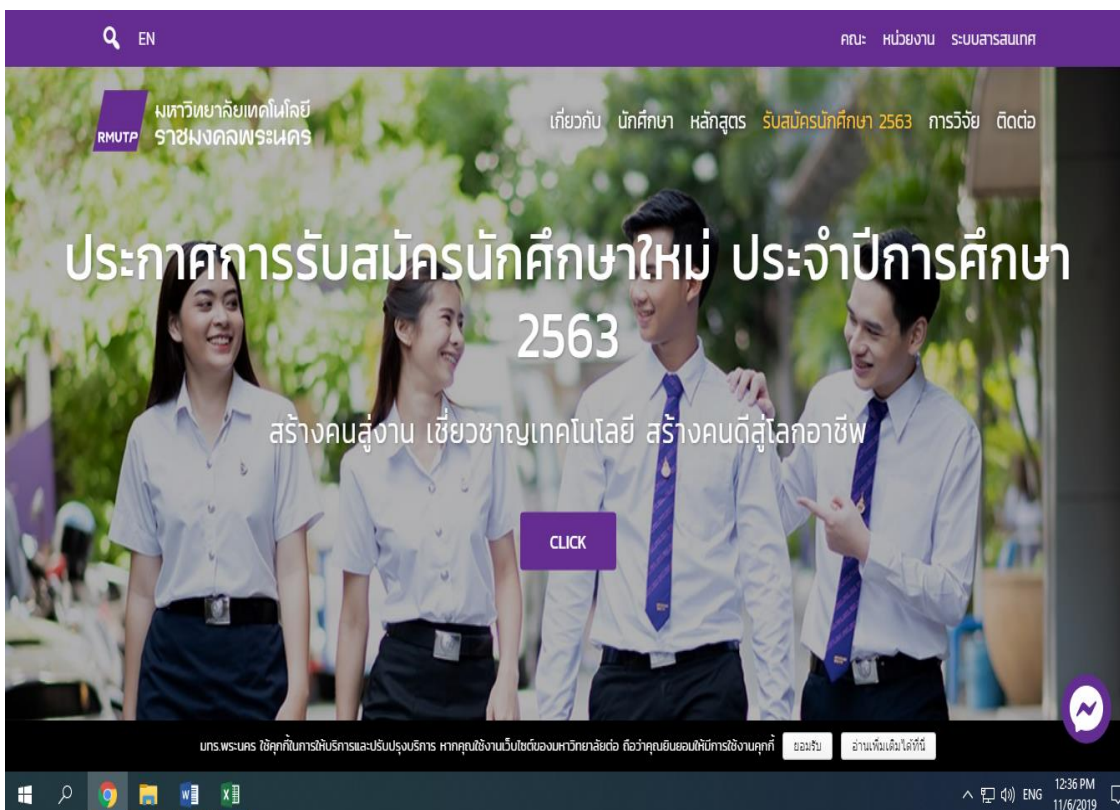 EN
คณะ หน่วยงาน ระบบสารสนเทศ
RMUTP
มหาวิทยาลัยเทคโนโลยี
ราชมงคลพระนคร
เกี่ยวกับ นักศึกษา หลักสูตร รับสมัครนักศึกษา 2563 การวิจัย ติดต่อ
ประกาศการรับสมัครนักศึกษาใหม่ ประจำปีการศึกษา
2563
สร้างคนสู่งาน เชี่ยวชาญเทคโนโลยี สร้างคนดีสู่โลกอาชีพ
CLICK
มทร.พระนคร ใช้คุกกี้ในการให้บริการและปรับปรุงบริการ หากคุณใช้งานเว็บไซต์ของมหาวิทยาลัยต่อ ถือว่าคุณยินยอมให้มีการใช้งานคุกกี้ ยอมรับ อ่านเพิ่มเติมได้ที่นี่
ENG
12:36 PM
11/6/2019